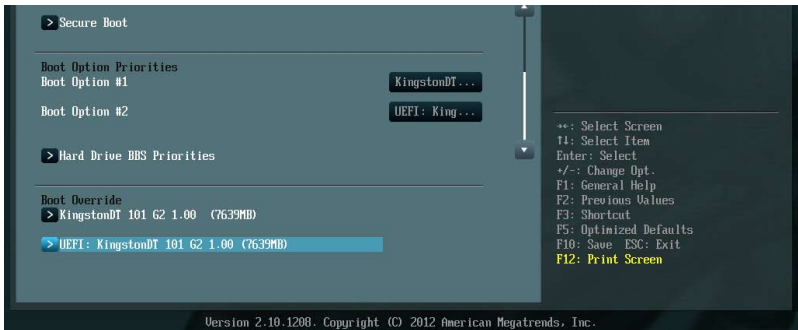 Secure Boot
Boot Option Priorities
Boot Option #1 KingstonDT...
Boot Option #2 UEFI: King...
Hard Drive BBS Priorities
Boot Override
KingstonDT 101 G2 1.00 (7639MB)
UEFI: KingstonDT 101 G2 1.00 (7639MB)
→←: Select Screen
↑↓: Select Item
Enter: Select
+/-: Change Opt.
F1: General Help
F2: Previous Values
F3: Shortcut
F5: Optimized Defaults
F10: Save ESC: Exit
F12: Print Screen
Version 2.10.1208. Copyright (C) 2012 American Megatrends, Inc.